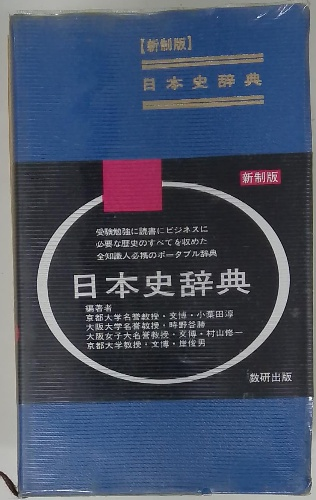 【新制版】
日本史辞典
新制版
受験勉強に読書にビジネスに
必要な歴史のすべてを収めた
全知識人必携のポータブル辞典
日本史辞典
編著者
京都大学名誉教授・文博・小葉田淳
大阪大学名誉教授・時野谷勝
大阪女子大名誉教授・文博・村山修一
京都大学教授・文博・岸俊男
数研出版